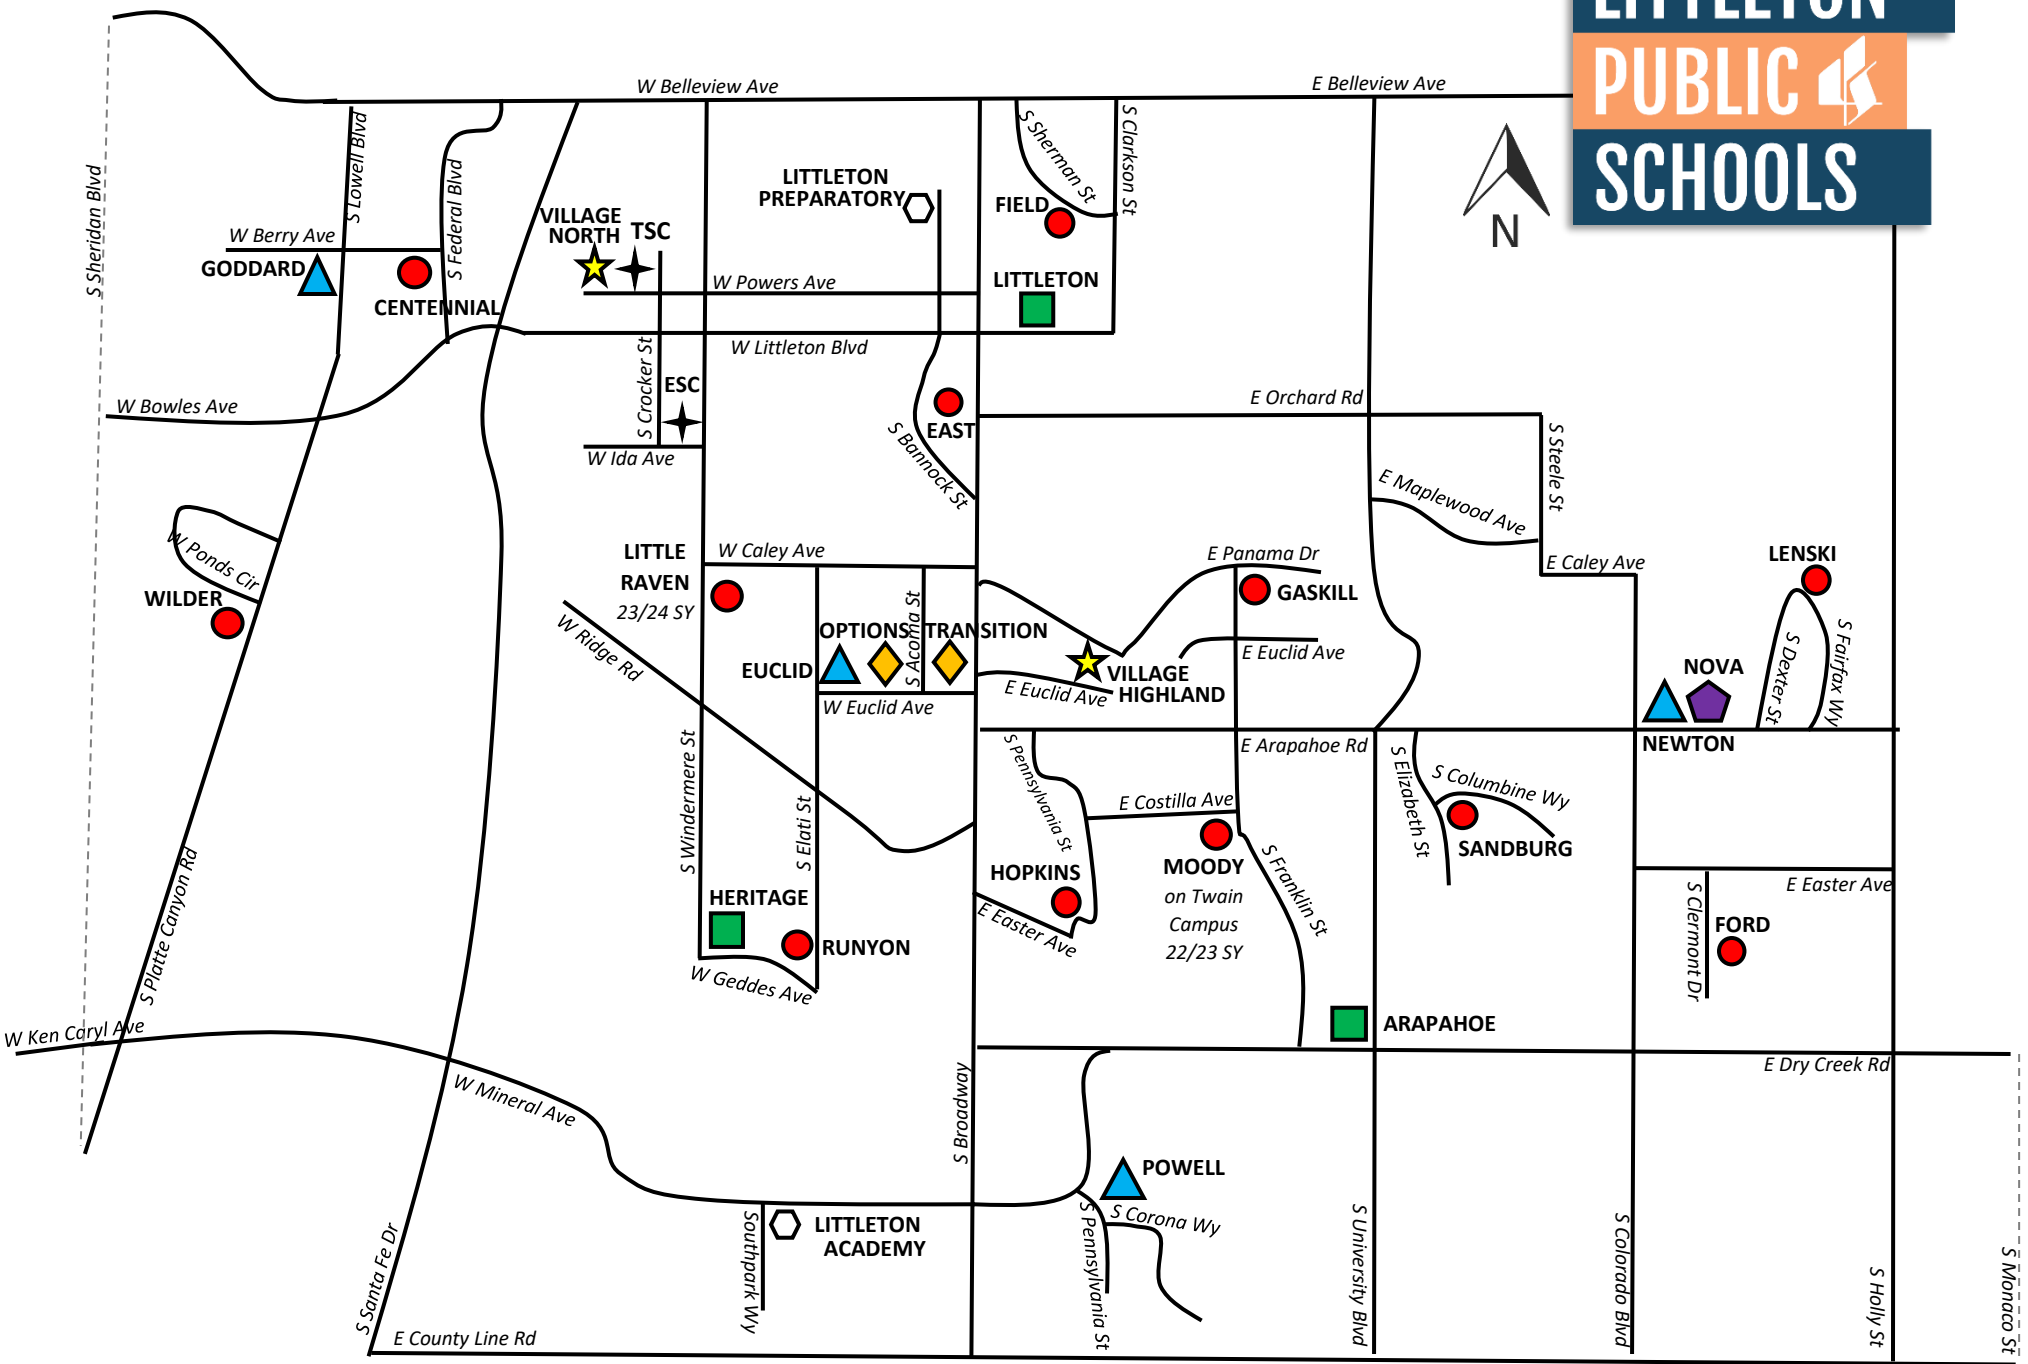 LITTLETON
PUBLIC
SCHOOLS
W Belleview Ave
E Belleview Ave
S Sheridan Blvd
S Lowell Blvd
S Federal Blvd
S Sherman St
S Clarkson St
N
LITTLETON
PREPARATORY
FIELD
VILLAGE
NORTH
TSC
W Berry Ave
GODDARD
CENTENNIAL
W Powers Ave
LITTLETON
W Littleton Blvd
S Crocker St
ESC
W Bowles Ave
W Ida Ave
EAST
S Bannock St
E Orchard Rd
S Steele St
E Maplewood Ave
W Ponds Cir
WILDER
LITTLE
RAVEN
23/24 SY
W Caley Ave
E Panama Dr
GASKILL
E Caley Ave
LENSKI
W Ridge Rd
OPTIONS
S Acoma St
TRANSITION
EUCLID
W Euclid Ave
E Euclid Ave
VILLAGE
HIGHLAND
E Euclid Ave
NOVA
NEWTON
S Dexter St
S Fairfax Wy
S Windermere St
S Elati St
E Arapahoe Rd
S Pennsylvania St
E Costilla Ave
S Elizabeth St
S Columbine Wy
SANDBURG
HOPKINS
MOODY
on Twain
Campus
22/23 SY
S Franklin St
E Easter Ave
E Easter Ave
S Clermont Dr
FORD
HERITAGE
RUNYON
W Geddes Ave
S Platte Canyon Rd
W Ken Caryl Ave
ARAPAHOE
E Dry Creek Rd
W Mineral Ave
S Broadway
POWELL
S Corona Wy
S Pennsylvania St
Southpark Wy
LITTLETON
ACADEMY
S Santa Fe Dr
E County Line Rd
S University Blvd
S Colorado Blvd
S Holly St
S Monaco St